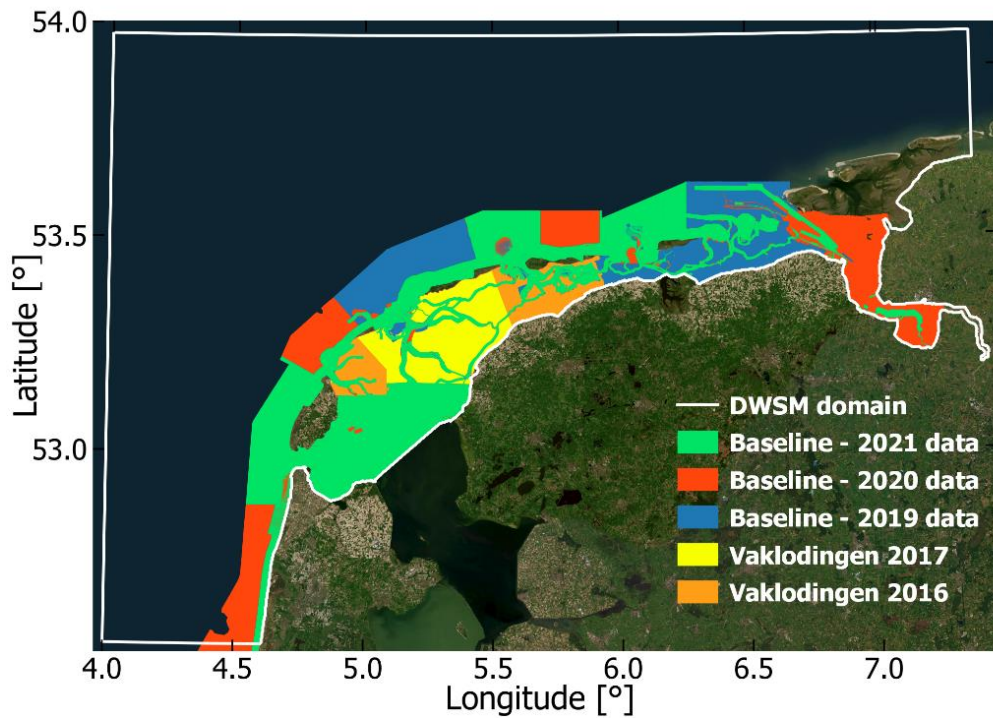 54.0
53.5
53.0
Latitude [°]
DWSM domain
Baseline - 2021 data
Baseline - 2020 data
Baseline - 2019 data
Vaklodingen 2017
Vaklodingen 2016
4.0 4.5 5.0 5.5 6.0 6.5 7.0
Longitude [°]